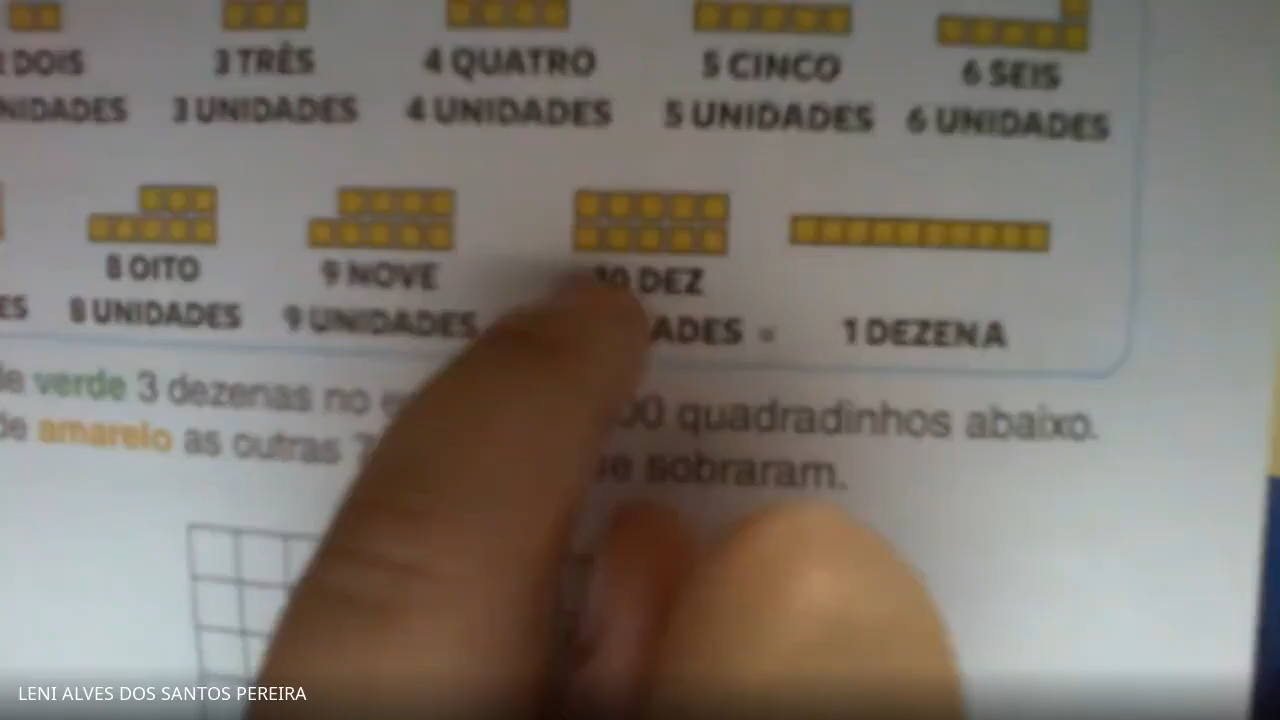 DOIS 3 TRÊS 4 QUATRO 5 CINCO 6 SEIS
3 UNIDADES 4 UNIDADES 5 UNIDADES 6 UNIDADES
8 OITO 9 NOVE 10 DEZ
8 UNIDADES 9 UNIDADES = 1 DEZENA
verde 3 dezenas no quadradinhos abaixo.
amarelo as outras sobraram.
LENI ALVES DOS SANTOS PEREIRA